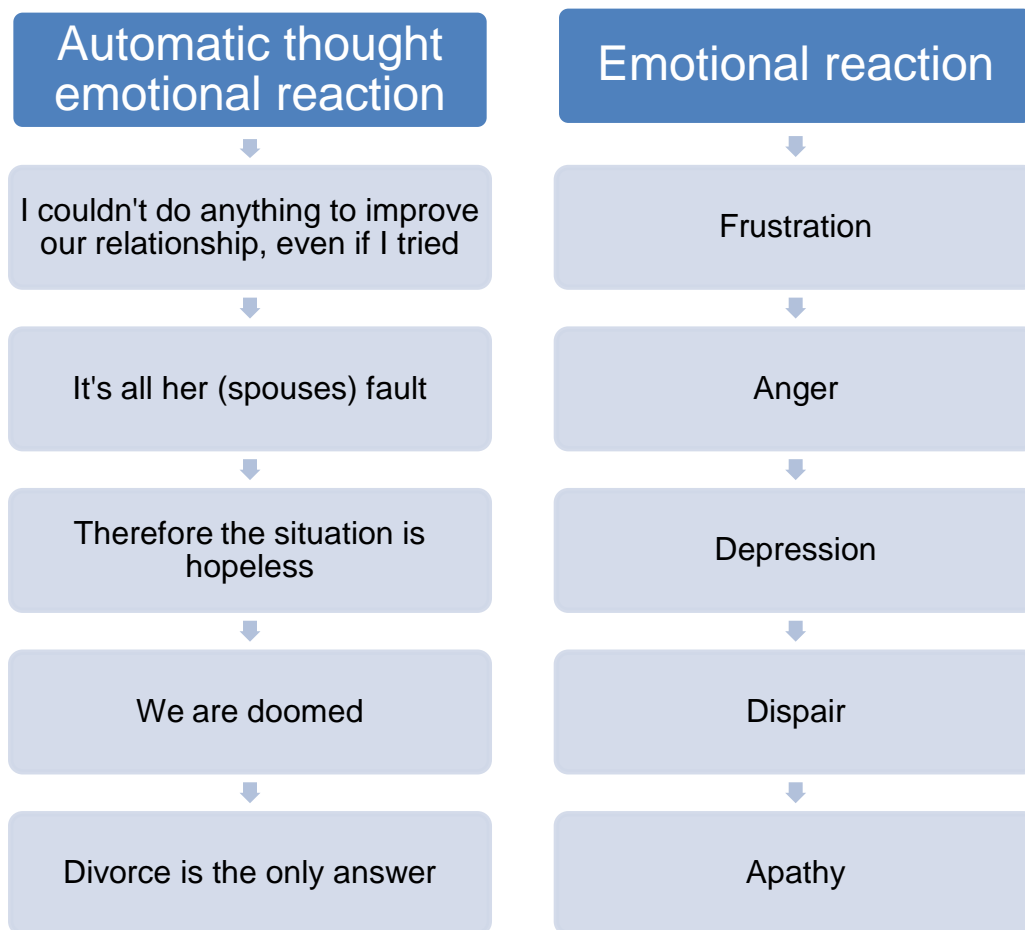 Automatic thought
emotional reaction
I couldn't do anything to improve
our relationship, even if I tried
It's all her (spouses) fault
Therefore the situation is
hopeless
We are doomed
Divorce is the only answer
Emotional reaction
Frustration
Anger
Depression
Dispair
Apathy